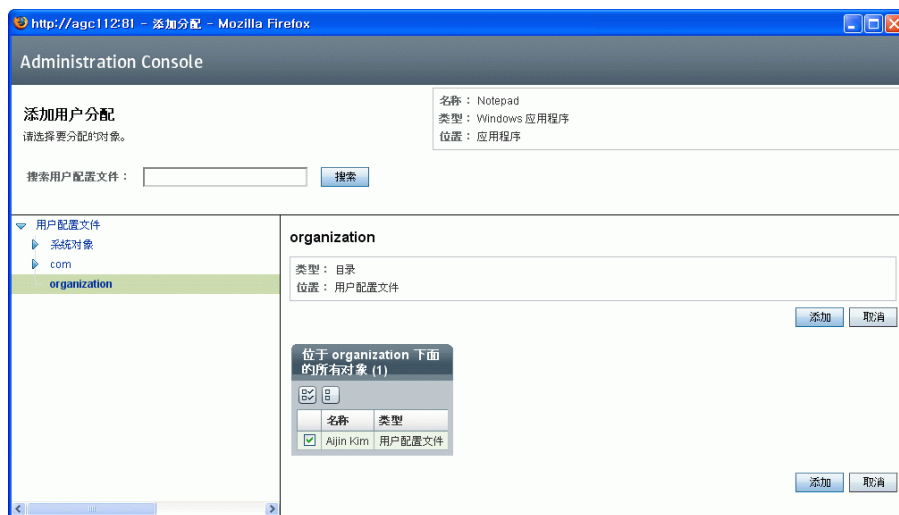 http://agc112:81 - 添加分配 - Mozilla Firefox
Administration Console
添加用户分配
请选择要分配的对象。
名称： Notepad
类型： Windows 应用程序
位置： 应用程序
搜索用户配置文件：
搜索
用户配置文件
系统对象
com
organization
organization
类型： 目录
位置： 用户配置文件
添加
取消
位于 organization 下面
的所有对象 (1)
名称 类型
Aijin Kim 用户配置文件
添加
取消